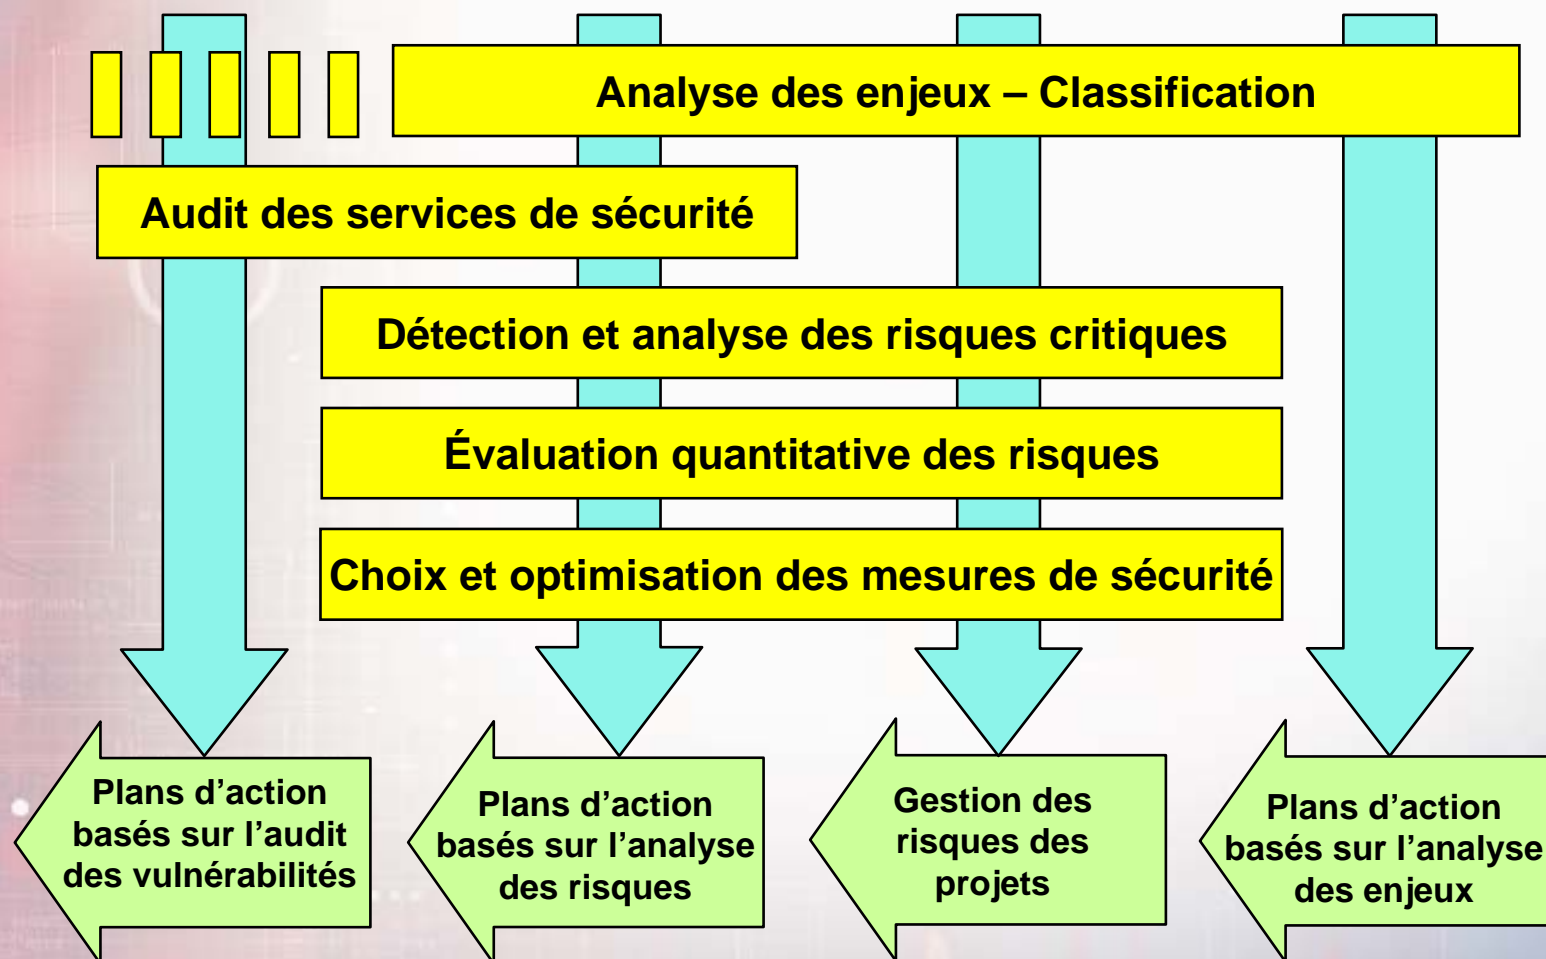 Analyse des enjeux – Classification
Audit des services de sécurité
Détection et analyse des risques critiques
Évaluation quantitative des risques
Choix et optimisation des mesures de sécurité
Plans d’action
basés sur l’audit
des vulnérabilités
Plans d’action
basés sur l’analyse
des risques
Gestion des
risques des
projets
Plans d’action
basés sur l’analyse
des enjeux